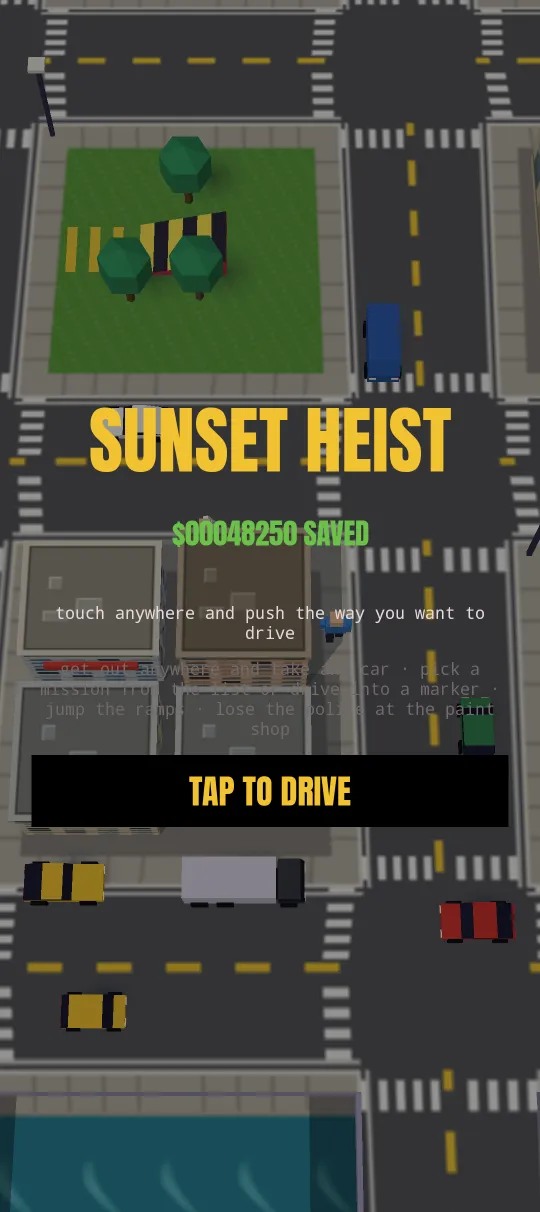 SUNSET HEIST
$00048250 SAVED
touch anywhere and push the way you want to
drive
get out anywhere and take any car · pick a
mission from the list or drive into a marker ·
jump the ramps · lose the police at the paint
shop
TAP TO DRIVE